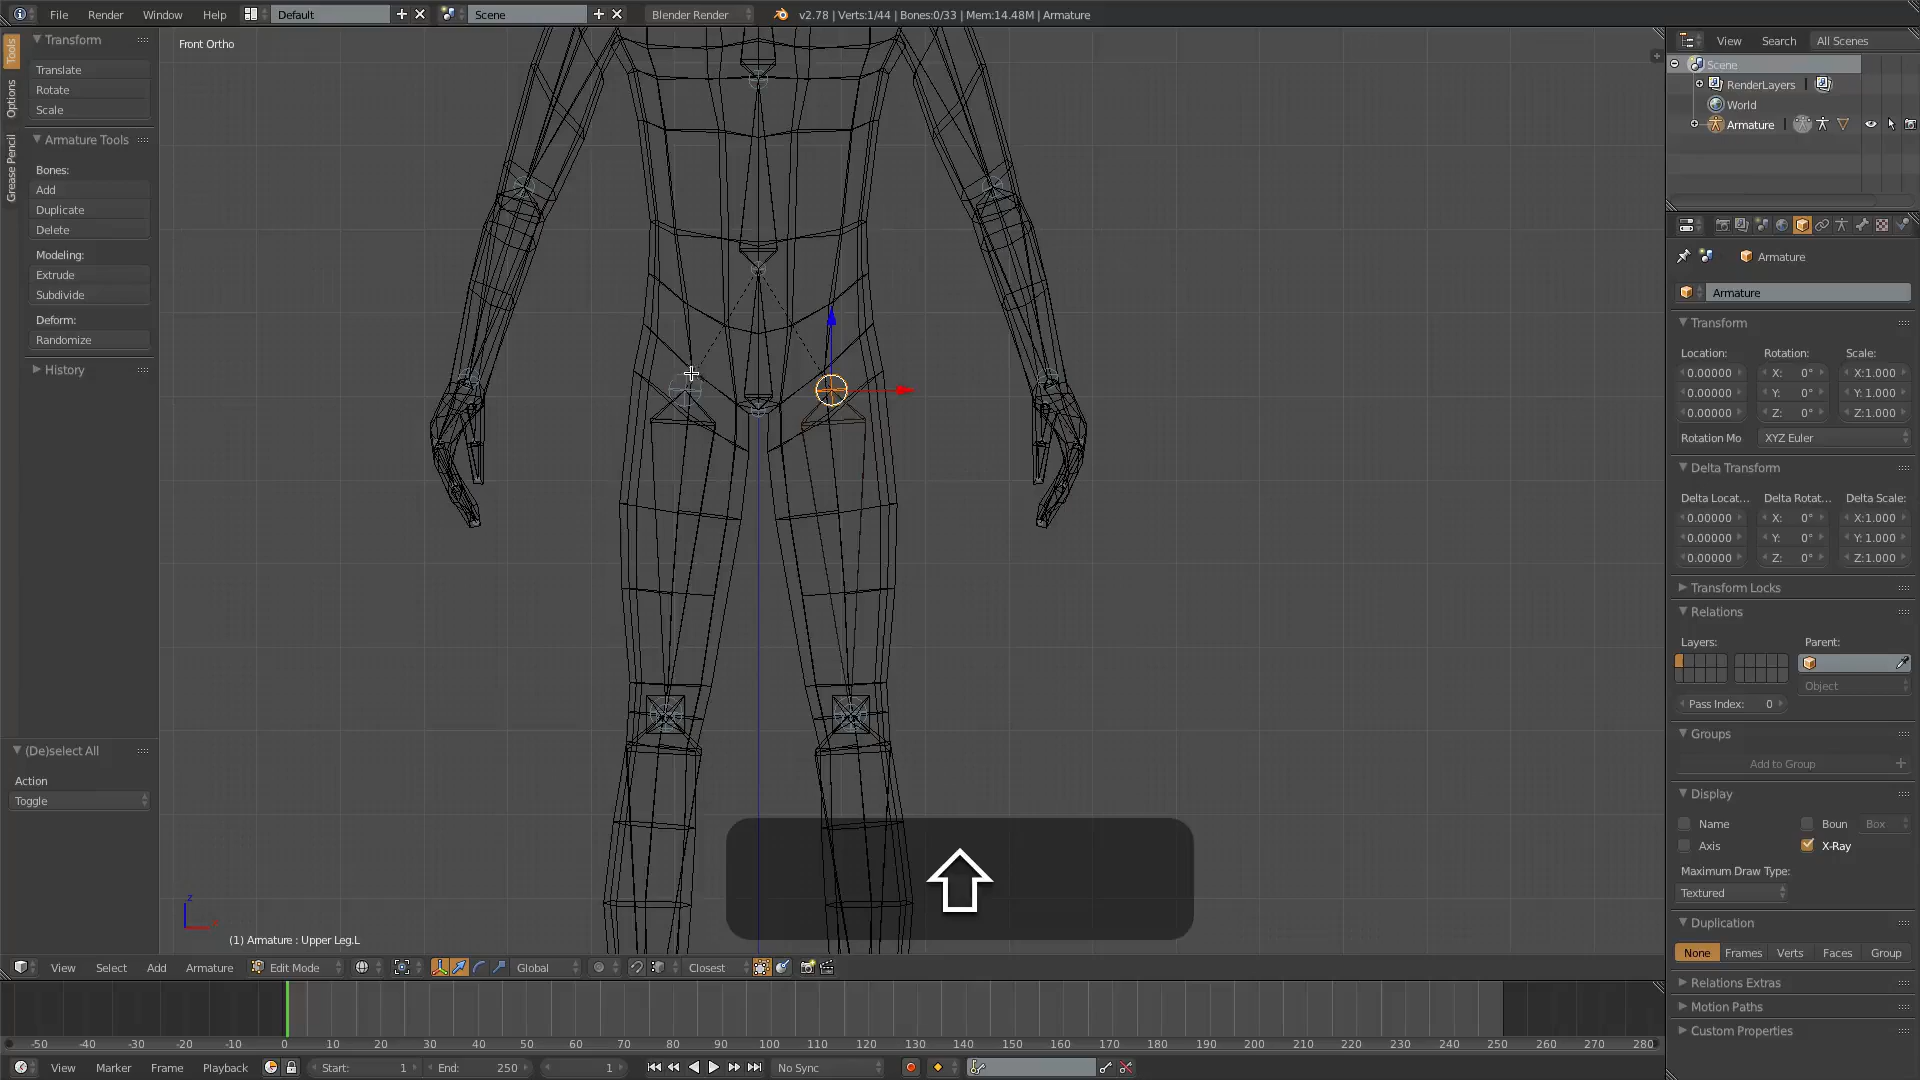 File Render Window Help Default Scene Blender Render v2.78 | Verts:1/44 | Bones:0/33 | Mem:14.48M | Armature
Tools
Options
Grease Pencil
Transform
Translate
Rotate
Scale
Armature Tools
Bones:
Add
Duplicate
Delete
Modeling:
Extrude
Subdivide
Deform:
Randomize
History
(De)select All
Action
Toggle
Front Ortho
z
(1) Armature : Upper Leg.L
View Select Add Armature Edit Mode Global Closest
-50 -40 -30 -20 -10 0 10 20 30 40 50 60 70 80 90 100 110 120 130 140 150 160 170 180 190 200 210 220 230 240 250 260 270 280
View Marker Frame Playback Start: 1 End: 250 1 No Sync
View Search All Scenes
Scene
RenderLayers |
World
Armature |
Armature
Armature
Transform
Location: Rotation: Scale:
0.00000 X: 0° X:1.000
0.00000 Y: 0° Y: 1.000
0.00000 Z: 0° Z:1.000
Rotation Mo XYZ Euler
Delta Transform
Delta Locat... Delta Rotat... Delta Scale:
0.00000 X: 0° X:1.000
0.00000 Y: 0° Y: 1.000
0.00000 Z: 0° Z:1.000
Transform Locks
Relations
Layers: Parent:
Object
Pass Index: 0
Groups
Add to Group
Display
Name Boun Box
Axis X-Ray
Maximum Draw Type:
Textured
Duplication
None Frames Verts Faces Group
Relations Extras
Motion Paths
Custom Properties